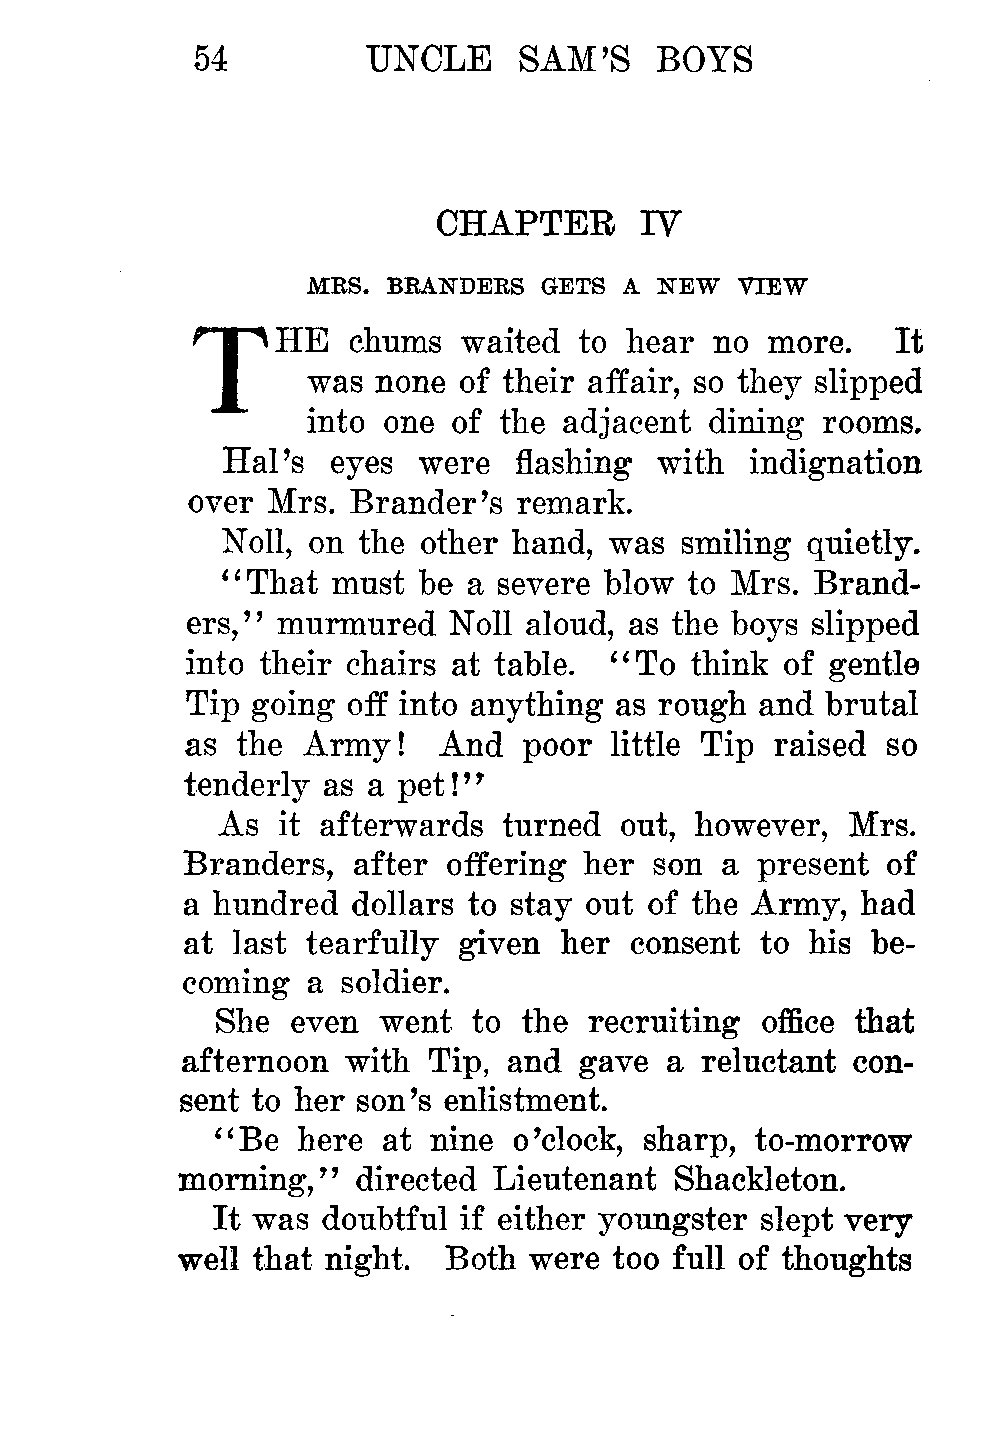 54 UNCLE SAM'S BOYS
CHAPTER IV
MRS. BRANDERS GETS A NEW VIEW
THE chums waited to hear no more. It
was none of their affair, so they slipped
into one of the adjacent dining rooms.
Hal's eyes were flashing with indignation
over Mrs. Brander's remark.
Noll, on the other hand, was smiling quietly.
"That must be a severe blow to Mrs. Brand-
ers," murmured Noll aloud, as the boys slipped
into their chairs at table. "To think of gentle
Tip going off into anything as rough and brutal
as the Army! And poor little Tip raised so
tenderly as a pet!"
As it afterwards turned out, however, Mrs.
Branders, after offering her son a present of
a hundred dollars to stay out of the Army, had
at last tearfully given her consent to his be-
coming a soldier.
She even went to the recruiting office that
afternoon with Tip, and gave a reluctant con-
sent to her son's enlistment.
"Be here at nine o'clock, sharp, to-morrow
morning," directed Lieutenant Shackleton.
It was doubtful if either youngster slept very
well that night. Both were too full of thoughts